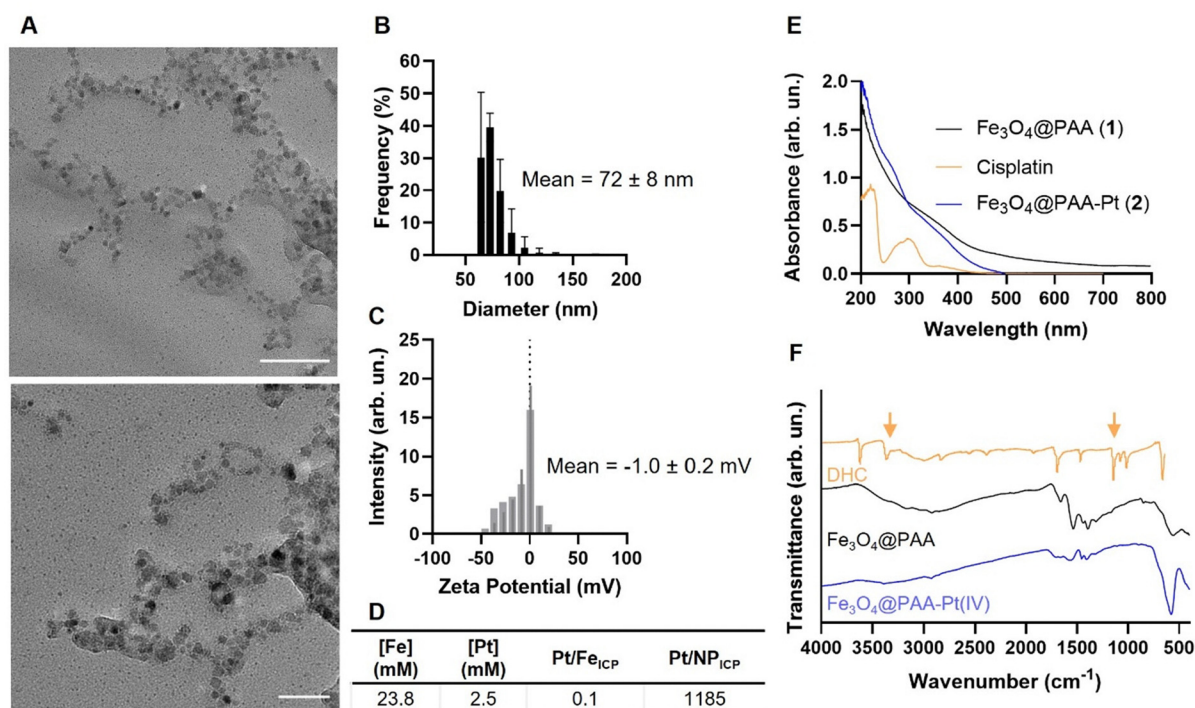 A
B
60
50
40
30
20
10
0
Frequency (%)
Mean = 72 ± 8 nm
50
100
150
200
Diameter (nm)
C
25
20
15
10
5
0
Intensity (arb. un.)
Mean = -1.0 ± 0.2 mV
-100
-50
0
50
100
Zeta Potential (mV)
D
[Fe] (mM) [Pt] (mM) Pt/Fe_ICP Pt/NP_ICP
23.8 2.5 0.1 1185
E
2.0
1.5
1.0
0.5
0.0
Absorbance (arb. un.)
Fe₃O₄@PAA (1)
Cisplatin
Fe₃O₄@PAA-Pt (2)
200 300 400 500 600 700 800
Wavelength (nm)
F
Transmittance (arb. un.)
DHC
Fe₃O₄@PAA
Fe₃O₄@PAA-Pt(IV)
4000 3500 3000 2500 2000 1500 1000 500
Wavenumber (cm⁻¹)